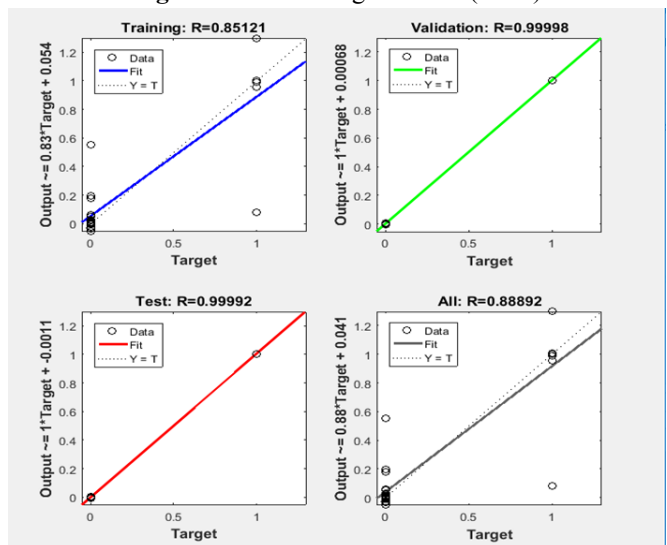 Training: R=0.85121
Output ~= 0.83*Target + 0.054
1.2
1
0.8
0.6
0.4
0.2
0
Data
Fit
Y = T
0
0.5
1
Target
Validation: R=0.99998
Output ~= 1*Target + 0.00068
1.2
1
0.8
0.6
0.4
0.2
0
Data
Fit
Y = T
0
0.5
1
Target
Test: R=0.99992
Output ~= 1*Target + -0.0011
1.2
1
0.8
0.6
0.4
0.2
0
Data
Fit
Y = T
0
0.5
1
Target
All: R=0.88892
Output ~= 0.88*Target + 0.041
1.2
1
0.8
0.6
0.4
0.2
0
Data
Fit
Y = T
0
0.5
1
Target